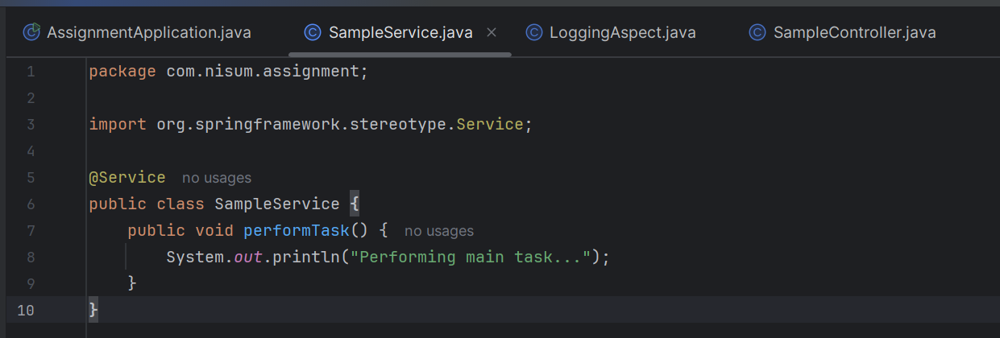 AssignmentApplication.java SampleService.java LoggingAspect.java SampleController.java
1 package com.nisum.assignment;
2
3 import org.springframework.stereotype.Service;
4
5 @Service no usages
6 public class SampleService {
7 public void performTask() { no usages
8 System.out.println("Performing main task...");
9 }
10 }